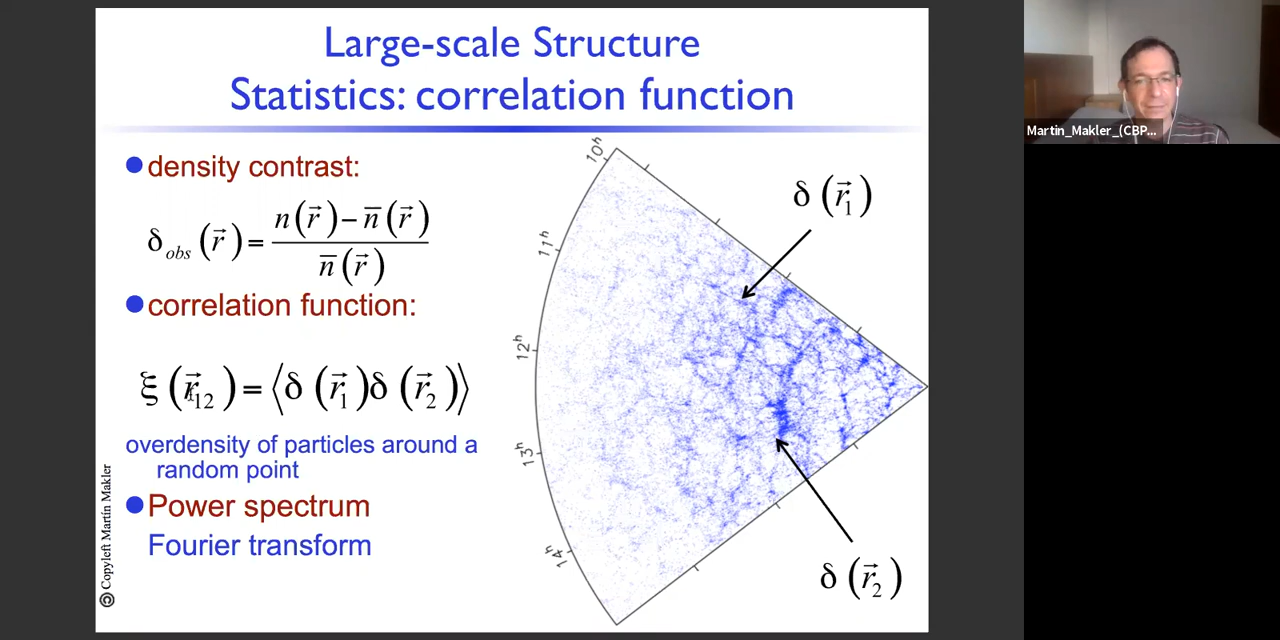 Large-scale Structure
Statistics: correlation function
density contrast:
δ_obs (r⃗) = (n(r⃗) − n̅(r⃗)) / n̅(r⃗)
correlation function:
ξ (r⃗₁₂) = ⟨δ (r⃗₁) δ (r⃗₂)⟩
overdensity of particles around a
random point
Power spectrum
Fourier transform
© Copyleft Martín Makler
10ʰ
11ʰ
12ʰ
13ʰ
14ʰ
δ (r⃗₁)
δ (r⃗₂)
Martin_Makler_(CBP...